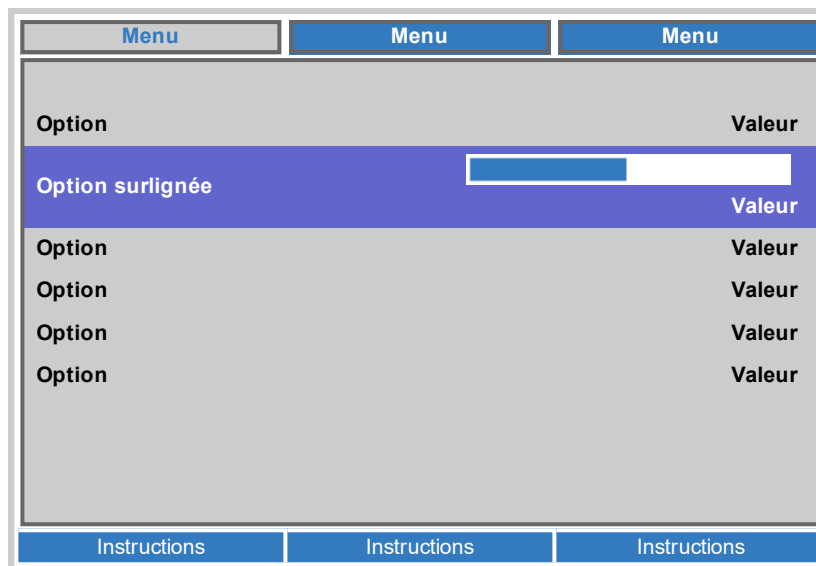 Menu Menu Menu
Option Valeur
Option surlignée
Valeur
Option Valeur
Option Valeur
Option Valeur
Option Valeur
Instructions Instructions Instructions